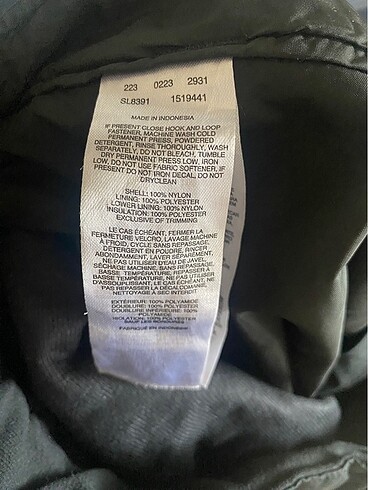 223 0223 2931
SL8391 1519441
MADE IN INDONESIA
IF PRESENT CLOSE HOOK AND LOOP
FASTENER, MACHINE WASH COLD
PERMANENT PRESS, POWDERED
DETERGENT, RINSE THOROUGHLY, WASH
SEPARATELY, DO NOT BLEACH, TUMBLE
DRY PERMANENT PRESS LOW, IRON
LOW, DO NOT USE FABRIC SOFTENER, IF
PRESENT DO NOT IRON DECAL, DO NOT
DRYCLEAN
SHELL: 100% NYLON
LINING: 100% POLYESTER
LOWER LINING: 100% NYLON
INSULATION: 100% POLYESTER
EXCLUSIVE OF TRIMMING
LE CAS ÉCHÉANT, FERMER LA
FERMETURE VELCRO, LAVAGE MACHINE
À FROID, CYCLE SANS REPASSAGE,
DÉTERGENT EN POUDRE, RINCER
ABONDAMMENT, LAVER SÉPARÉMENT,
NE PAS UTILISER D'EAU DE JAVEL,
SÉCHAGE MACHINE, SANS REPASSAGE À
BASSE TEMPÉRATURE, REPASSER À
BASSE TEMPÉRATURE, NE PAS UTILISER
D'ASSOUPLISSANT, LE CAS ÉCHÉANT, NE
PAS REPASSER LA DÉCALCOMANIE,
NETTOYAGE À SEC INTERDIT
EXTÉRIEUR: 100% POLYAMIDE
DOUBLURE: 100% POLYESTER
DOUBLURE INFÉRIEURE: 100%
POLYAMIDE
ISOLATION: 100% POLYESTER
SAUF LES BORDURES
FABRIQUÉ EN INDONÉSIE